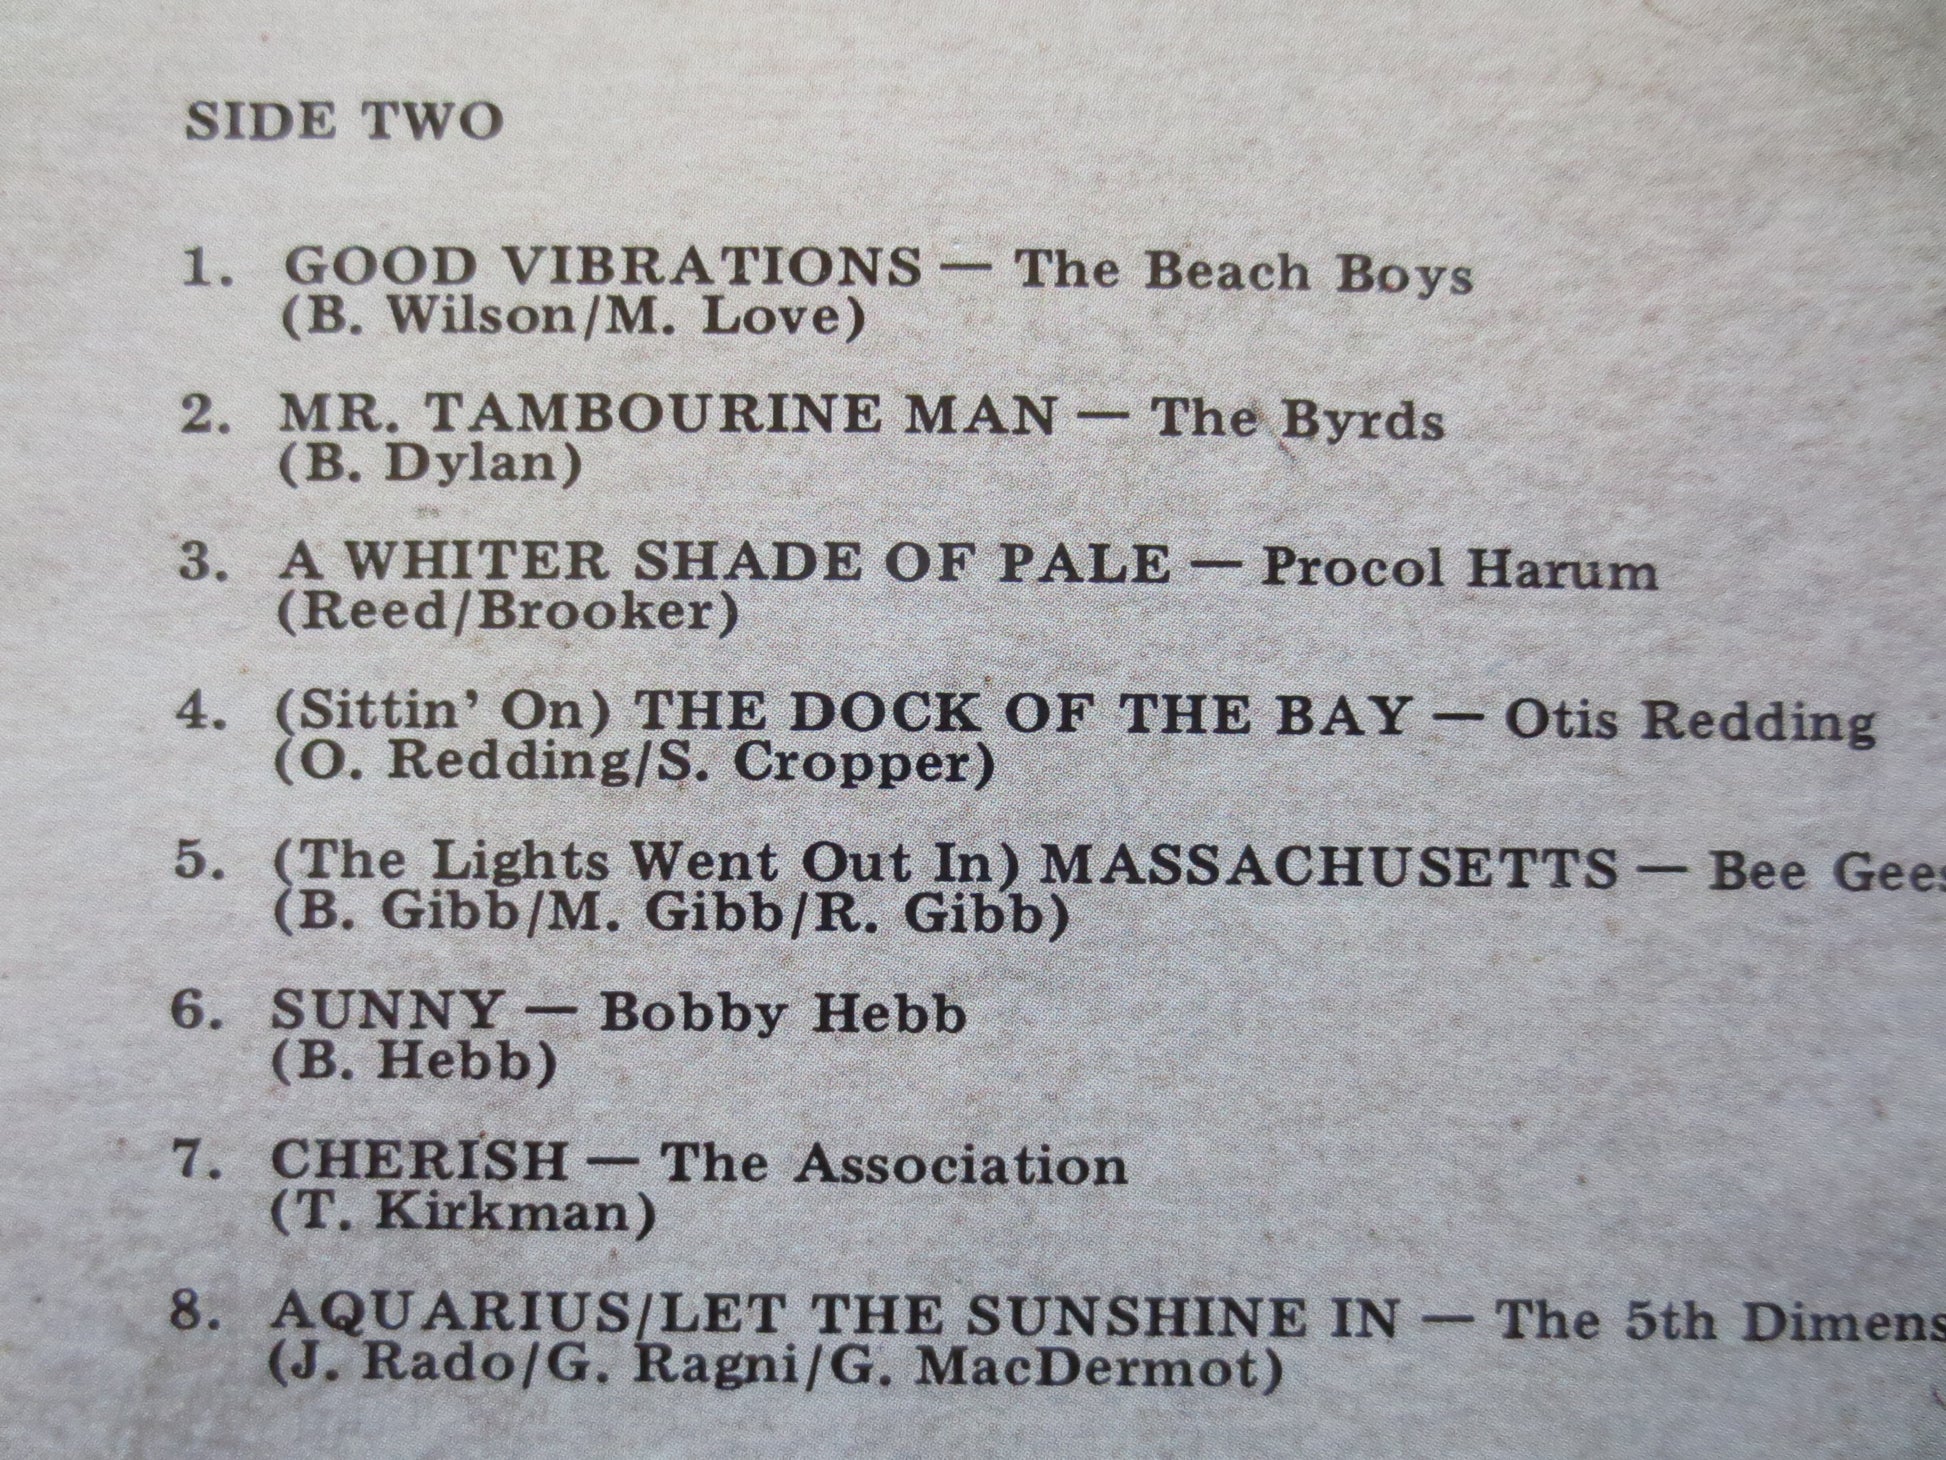 SIDE TWO
1. GOOD VIBRATIONS — The Beach Boys
(B. Wilson/M. Love)
2. MR. TAMBOURINE MAN — The Byrds
(B. Dylan)
3. A WHITER SHADE OF PALE — Procol Harum
(Reed/Brooker)
4. (Sittin’ On) THE DOCK OF THE BAY — Otis Redding
(O. Redding/S. Cropper)
5. (The Lights Went Out In) MASSACHUSETTS — Bee Gees
(B. Gibb/M. Gibb/R. Gibb)
6. SUNNY — Bobby Hebb
(B. Hebb)
7. CHERISH — The Association
(T. Kirkman)
8. AQUARIUS/LET THE SUNSHINE IN — The 5th Dimens
(J. Rado/G. Ragni/G. MacDermot)